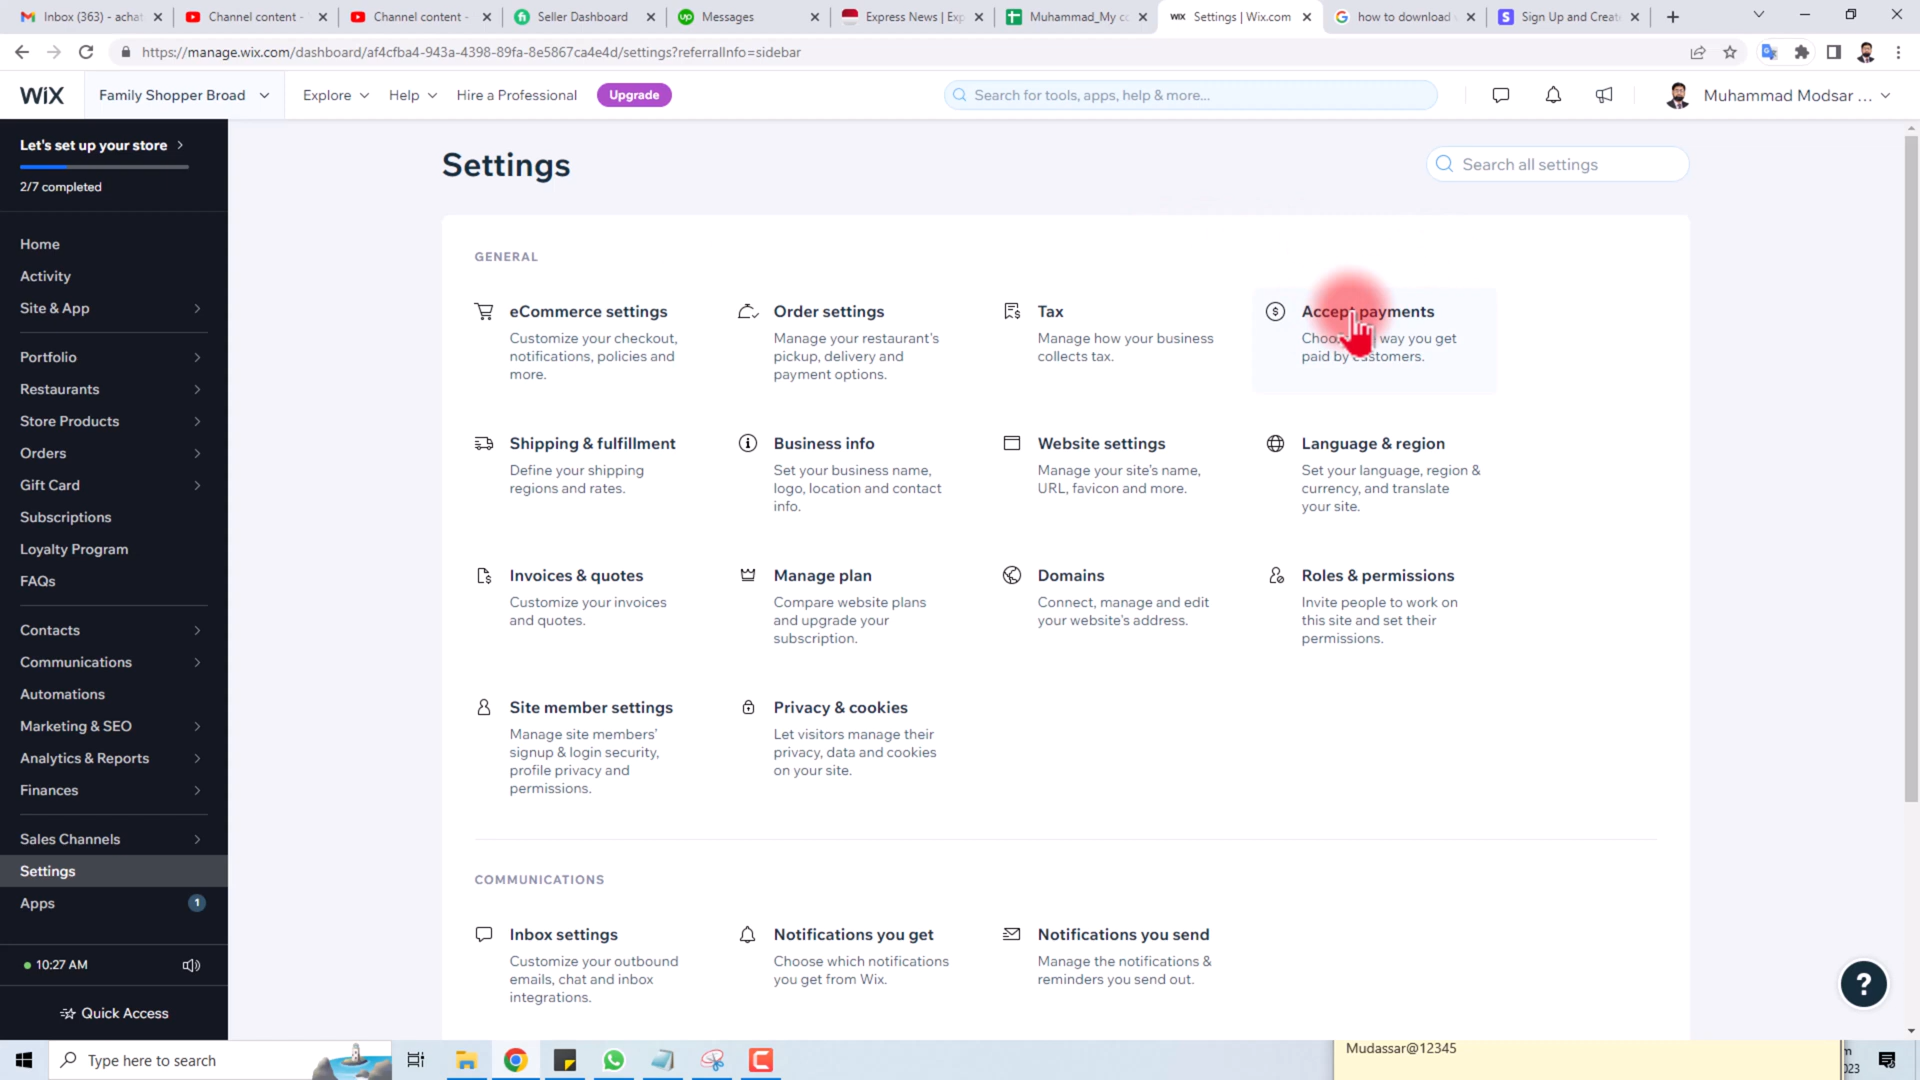 Inbox (363) - acha
Channel content -
Channel content -
Seller Dashboard
Messages
Express News | Exp
Muhammad_My co
Settings | Wix.com
how to download
Sign Up and Creat
https://manage.wix.com/dashboard/af4cfba4-943a-4398-89fa-8e5867ca4e4d/settings?referralInfo=sidebar
WiX
Family Shopper Broad
Explore
Help
Hire a Professional
Upgrade
Search for tools, apps, help & more...
Muhammad Modsar ...
Let's set up your store
2/7 completed
Home
Activity
Site & App
Portfolio
Restaurants
Store Products
Orders
Gift Card
Subscriptions
Loyalty Program
FAQs
Contacts
Communications
Automations
Marketing & SEO
Analytics & Reports
Finances
Sales Channels
Settings
Apps
1
10:27 AM
Quick Access
Settings
Search all settings
GENERAL
eCommerce settings
Customize your checkout,
notifications, policies and
more.
Order settings
Manage your restaurant's
pickup, delivery and
payment options.
Tax
Manage how your business
collects tax.
Accept payments
way you get
paid by customers.
Shipping & fulfillment
Define your shipping
regions and rates.
Business info
Set your business name,
logo, location and contact
info.
Website settings
Manage your site's name,
URL, favicon and more.
Language & region
Set your language, region &
currency, and translate
your site.
Invoices & quotes
Customize your invoices
and quotes.
Manage plan
Compare website plans
and upgrade your
subscription.
Domains
Connect, manage and edit
your website's address.
Roles & permissions
Invite people to work on
this site and set their
permissions.
Site member settings
Manage site members'
signup & login security,
profile privacy and
permissions.
Privacy & cookies
Let visitors manage their
privacy, data and cookies
on your site.
COMMUNICATIONS
Inbox settings
Customize your outbound
emails, chat and inbox
integrations.
Notifications you get
Choose which notifications
you get from Wix.
Notifications you send
Manage the notifications &
reminders you send out.
?
Type here to search
Mudassar@12345